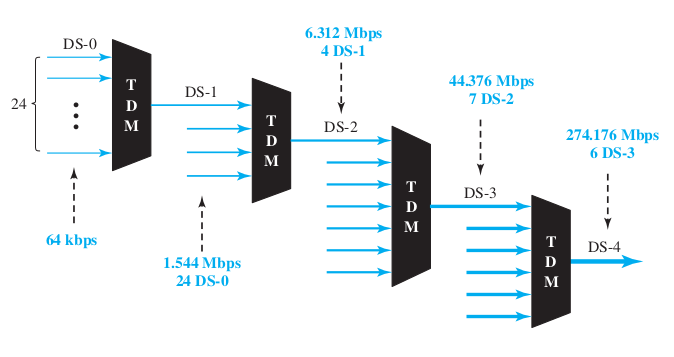 DS-0
24
T
D
M
64 kbps
DS-1
1.544 Mbps
24 DS-0
T
D
M
6.312 Mbps
4 DS-1
DS-2
T
D
M
44.376 Mbps
7 DS-2
DS-3
T
D
M
274.176 Mbps
6 DS-3
DS-4